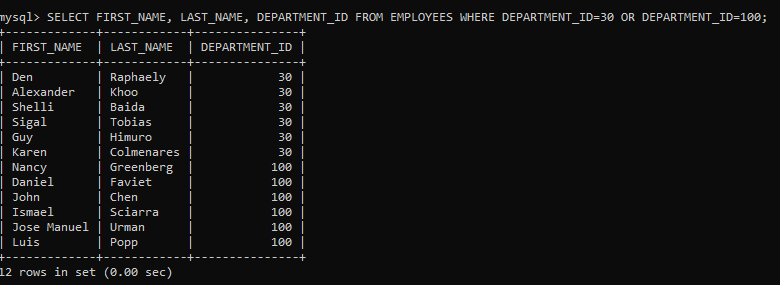 mysql> SELECT FIRST_NAME, LAST_NAME, DEPARTMENT_ID FROM EMPLOYEES WHERE DEPARTMENT_ID=30 OR DEPARTMENT_ID=100;
+-------------+------------+---------------+
| FIRST_NAME  | LAST_NAME  | DEPARTMENT_ID |
+-------------+------------+---------------+
| Den         | Raphaely   |            30 |
| Alexander   | Khoo       |            30 |
| Shelli      | Baida      |            30 |
| Sigal       | Tobias     |            30 |
| Guy         | Himuro     |            30 |
| Karen       | Colmenares |            30 |
| Nancy       | Greenberg  |           100 |
| Daniel      | Faviet     |           100 |
| John        | Chen       |           100 |
| Ismael      | Sciarra    |           100 |
| Jose Manuel | Urman      |           100 |
| Luis        | Popp       |           100 |
+-------------+------------+---------------+
12 rows in set (0.00 sec)